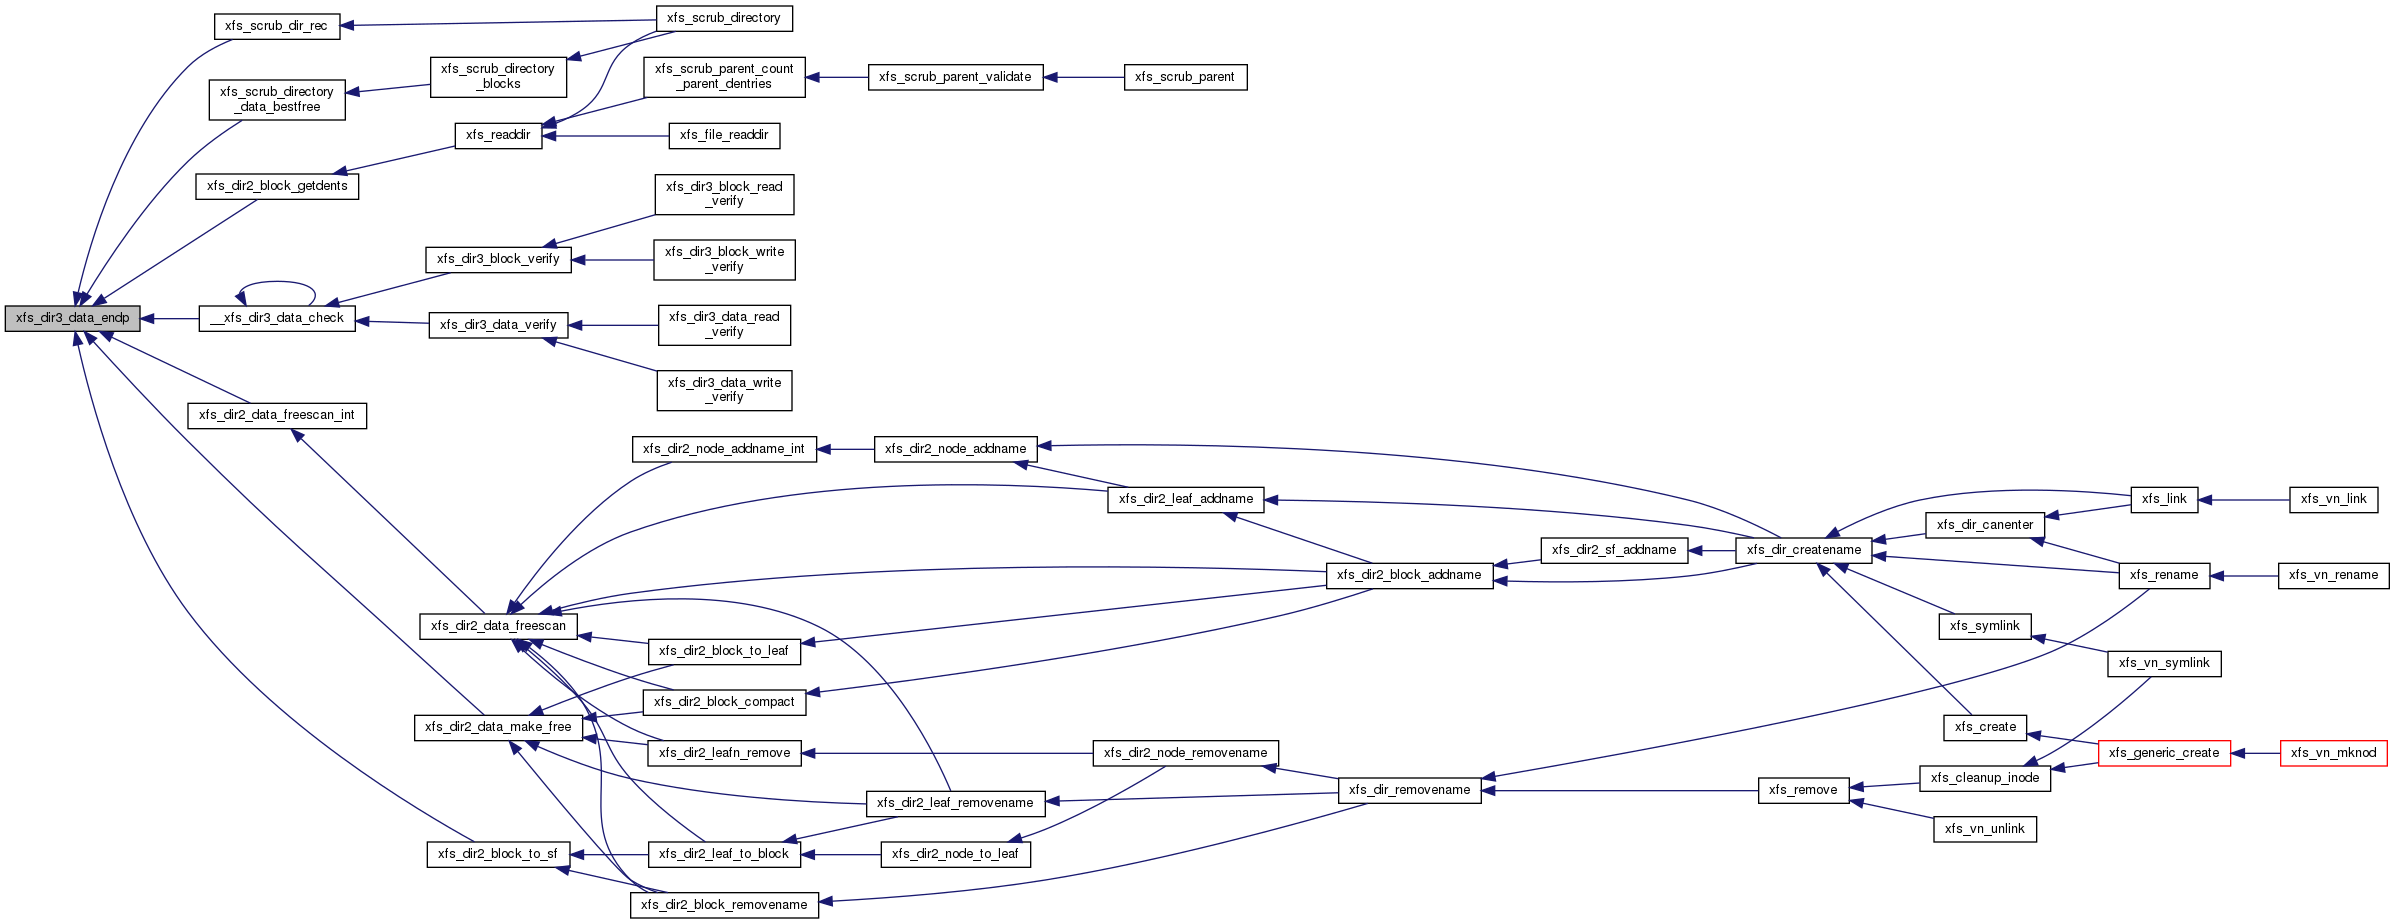 xfs_dir3_data_endp
xfs_scrub_dir_rec
xfs_scrub_directory
_data_bestfree
xfs_dir2_block_getdents
__xfs_dir3_data_check
xfs_dir2_data_freescan_int
xfs_scrub_directory
xfs_scrub_directory
_blocks
xfs_readdir
xfs_scrub_parent_count
_parent_dentries
xfs_scrub_parent_validate
xfs_scrub_parent
xfs_file_readdir
xfs_dir3_block_verify
xfs_dir3_block_read
_verify
xfs_dir3_block_write
_verify
xfs_dir3_data_verify
xfs_dir3_data_read
_verify
xfs_dir3_data_write
_verify
xfs_dir2_data_freescan
xfs_dir2_data_make_free
xfs_dir2_block_to_sf
xfs_dir2_node_addname_int
xfs_dir2_node_addname
xfs_dir2_leaf_addname
xfs_dir2_block_addname
xfs_dir2_sf_addname
xfs_dir_createname
xfs_dir2_block_to_leaf
xfs_dir2_block_compact
xfs_dir2_leafn_remove
xfs_dir2_leaf_removename
xfs_dir2_leaf_to_block
xfs_dir2_node_to_leaf
xfs_dir2_block_removename
xfs_dir2_node_removename
xfs_dir_removename
xfs_remove
xfs_dir_canenter
xfs_link
xfs_vn_link
xfs_rename
xfs_vn_rename
xfs_symlink
xfs_vn_symlink
xfs_create
xfs_generic_create
xfs_vn_mknod
xfs_cleanup_inode
xfs_vn_unlink